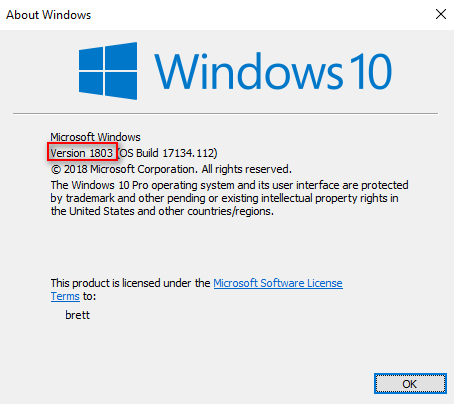 About Windows
Windows 10
Microsoft Windows
Version 1803 (OS Build 17134.112)
© 2018 Microsoft Corporation. All rights reserved.
The Windows 10 Pro operating system and its user interface are protected
by trademark and other pending or existing intellectual property rights in
the United States and other countries/regions.
This product is licensed under the Microsoft Software License
Terms to:
brett
OK